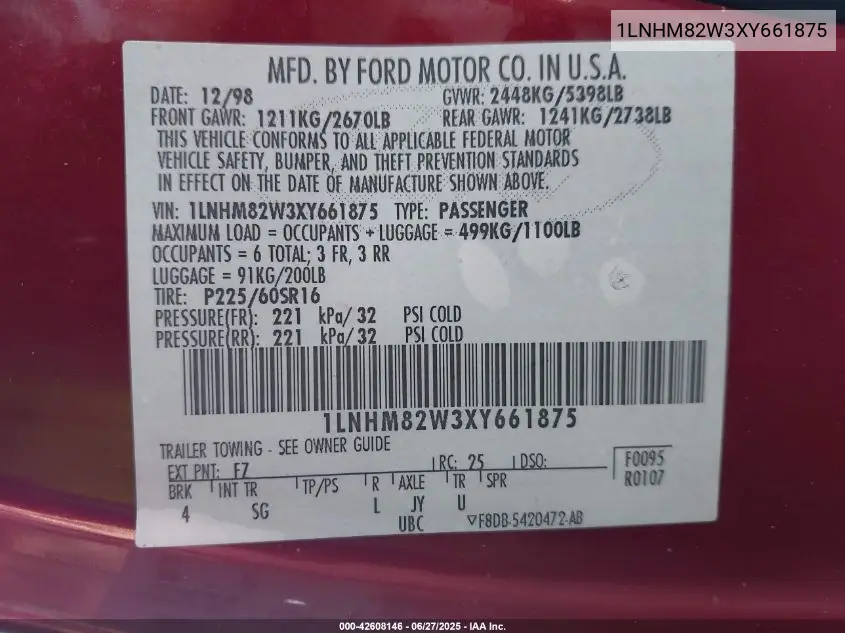 1LNHM82W3XY661875
MFD. BY FORD MOTOR CO. IN U.S.A.
DATE: 12/98 GVWR: 2448KG/5398LB
FRONT GAWR: 1211KG/2670LB REAR GAWR: 1241KG/2738LB
THIS VEHICLE CONFORMS TO ALL APPLICABLE FEDERAL MOTOR
VEHICLE SAFETY, BUMPER, AND THEFT PREVENTION STANDARDS
IN EFFECT ON THE DATE OF MANUFACTURE SHOWN ABOVE.
VIN: 1LNHM82W3XY661875 TYPE: PASSENGER
MAXIMUM LOAD = OCCUPANTS + LUGGAGE = 499KG/1100LB
OCCUPANTS = 6 TOTAL; 3 FR, 3 RR
LUGGAGE = 91KG/200LB
TIRE: P225/60SR16
PRESSURE(FR): 221 kPa/ 32 PSI COLD
PRESSURE(RR): 221 kPa/ 32 PSI COLD
1LNHM82W3XY661875
TRAILER TOWING - SEE OWNER GUIDE
EXT PNT: FZ RC: 25 DSO: F0095
BRK INT TR TP/PS R AXLE TR SPR R0107
4 SG L JY U
UBC ▽F8DB-5420472-AB
000-42608146 - 06/27/2025 - IAA Inc.